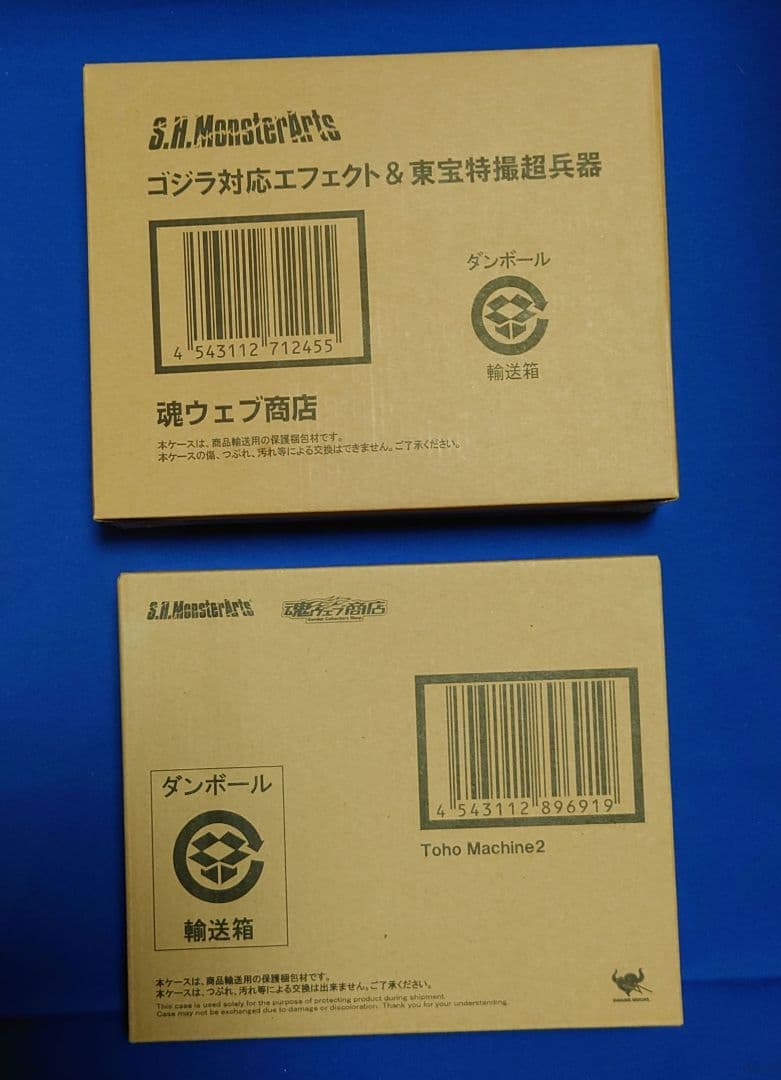 S.H.MonsterArts
ゴジラ対応エフェクト&東宝特撮超兵器
4 543112 712455
ダンボール
輸送箱
魂ウェブ商店
本ケースは、商品輸送用の保護梱包材です。
本ケースの傷、つぶれ、汚れ等による交換はできません。ご了承ください。
S.H.MonsterArts
魂ウェブ商店
ダンボール
輸送箱
4 543112 896919
Toho Machine2
本ケースは、商品輸送用の保護梱包材です。
本ケースは、つぶれ、汚れ等による交換は出来ません。ご了承ください。
This case is used solely for the purpose of protecting product during shipment.
Case may not be exchanged due to damage or discoloration. Thank you for your understanding.